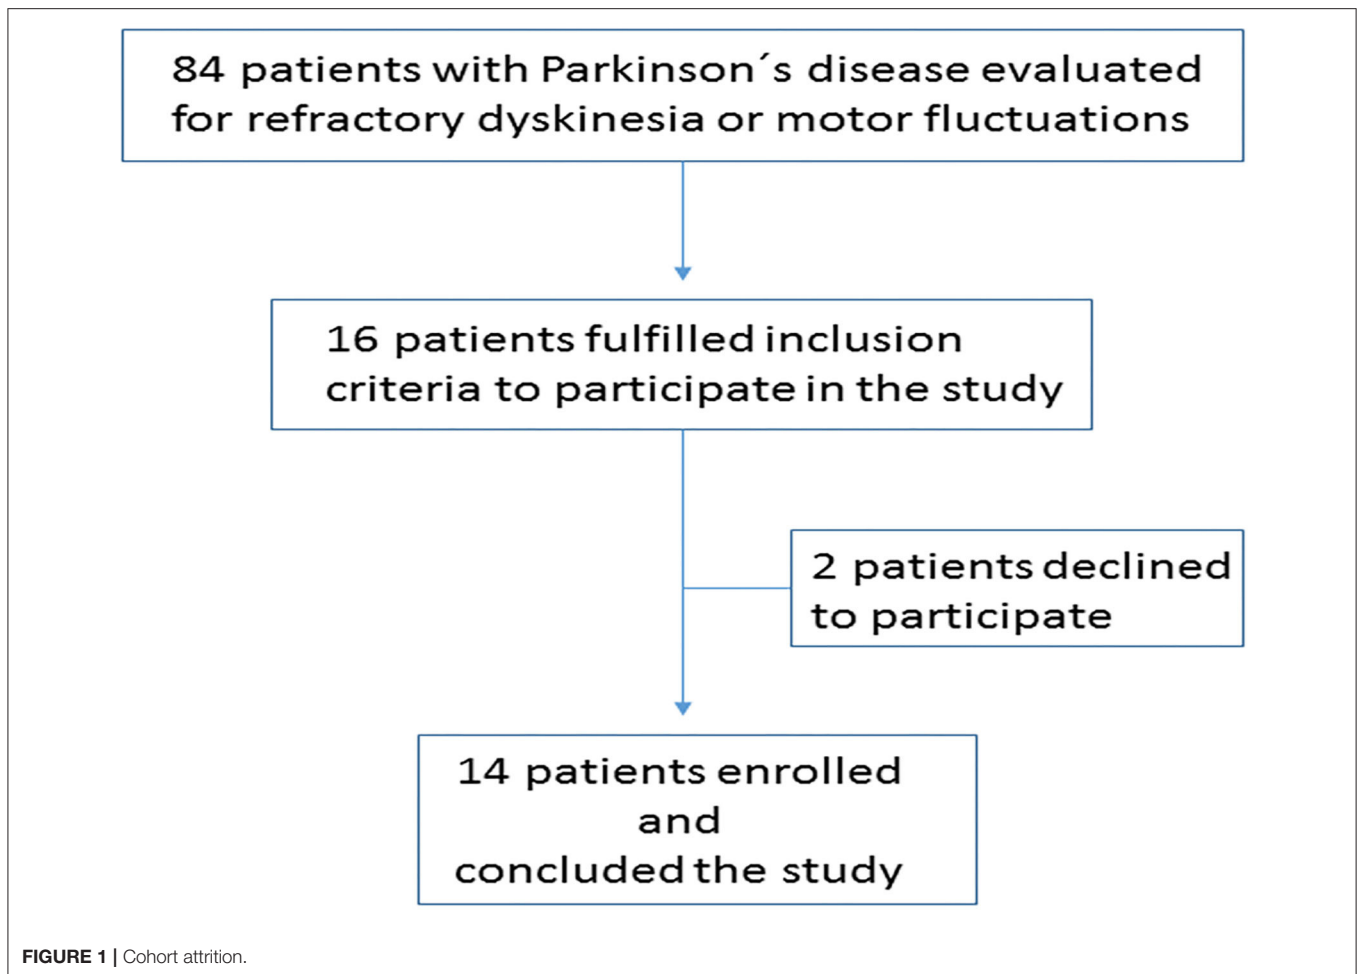 84 patients with Parkinson´s disease evaluated
for refractory dyskinesia or motor fluctuations
16 patients fulfilled inclusion
criteria to participate in the study
2 patients declined
to participate
14 patients enrolled
and
concluded the study
FIGURE 1 | Cohort attrition.